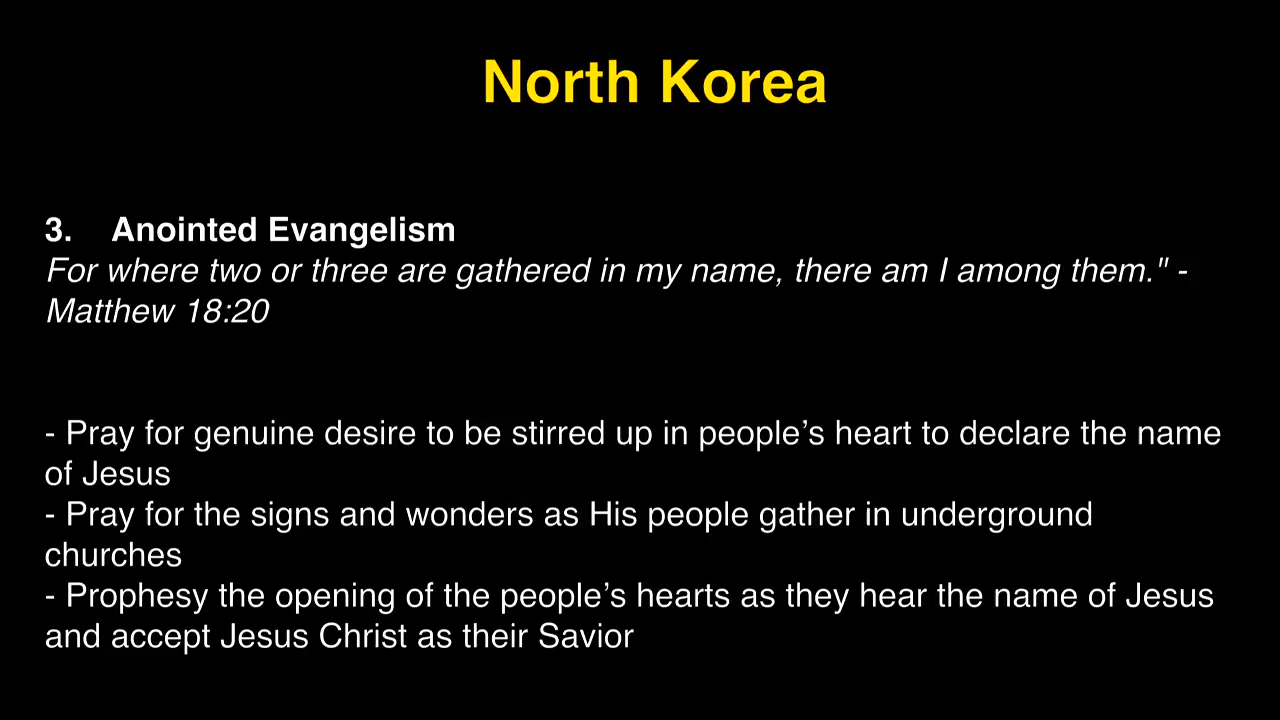 North Korea
3. Anointed Evangelism
For where two or three are gathered in my name, there am I among them." -
Matthew 18:20
- Pray for genuine desire to be stirred up in people’s heart to declare the name
of Jesus
- Pray for the signs and wonders as His people gather in underground
churches
- Prophesy the opening of the people’s hearts as they hear the name of Jesus
and accept Jesus Christ as their Savior